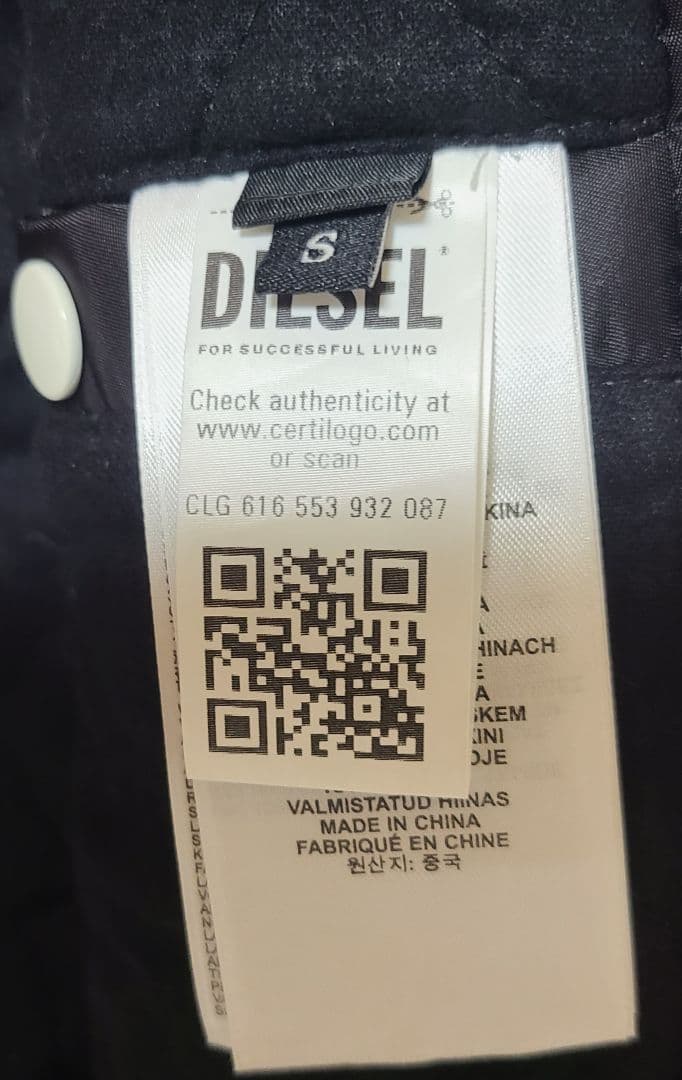 S
DIESEL®
FOR SUCCESSFUL LIVING
Check authenticity at
www.certilogo.com
or scan
CLG 616 553 932 087
KINA
A
HINACH
E
A
SKEM
INI
OJE
VALMISTATUD HIINAS
MADE IN CHINA
FABRIQUÉ EN CHINE
원산지: 중국